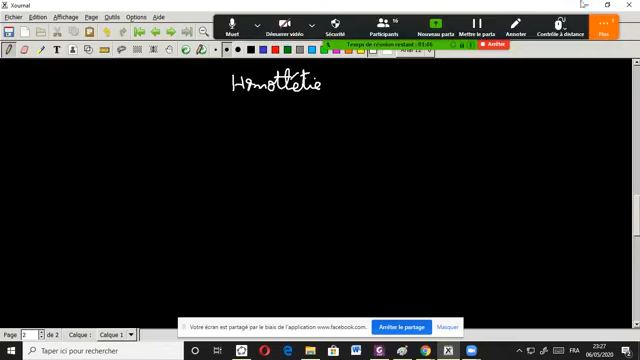 Xournal
Fichier Édition Affichage Page Outils Options Aide
Muet Démarrer vidéo Sécurité Participants 16 Nouveau parta Mettre le parta Annoter Contrôle à distance Plus
Temps de réunion restant : 01:46 Arrêter
Homothétie
Votre écran est partagé par le biais de l'application www.facebook.com. Arrêter le partage Masquer
Page 2 de 2 Calque : Calque 1
Taper ici pour rechercher
FRA
23:27
06/05/2020